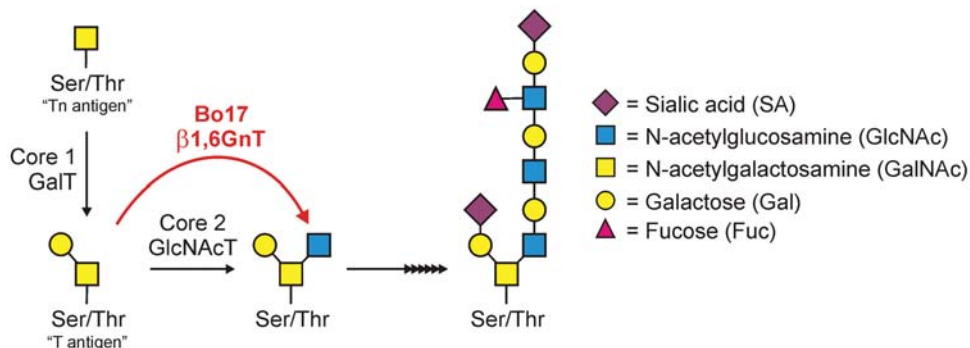 Ser/Thr
"Tn antigen"
Core 1
GalT
Bo17
β1,6GnT
Core 2
GlcNAcT
Ser/Thr
"T antigen"
Ser/Thr
Ser/Thr
= Sialic acid (SA)
= N-acetylglucosamine (GlcNAc)
= N-acetylgalactosamine (GalNAc)
= Galactose (Gal)
= Fucose (Fuc)